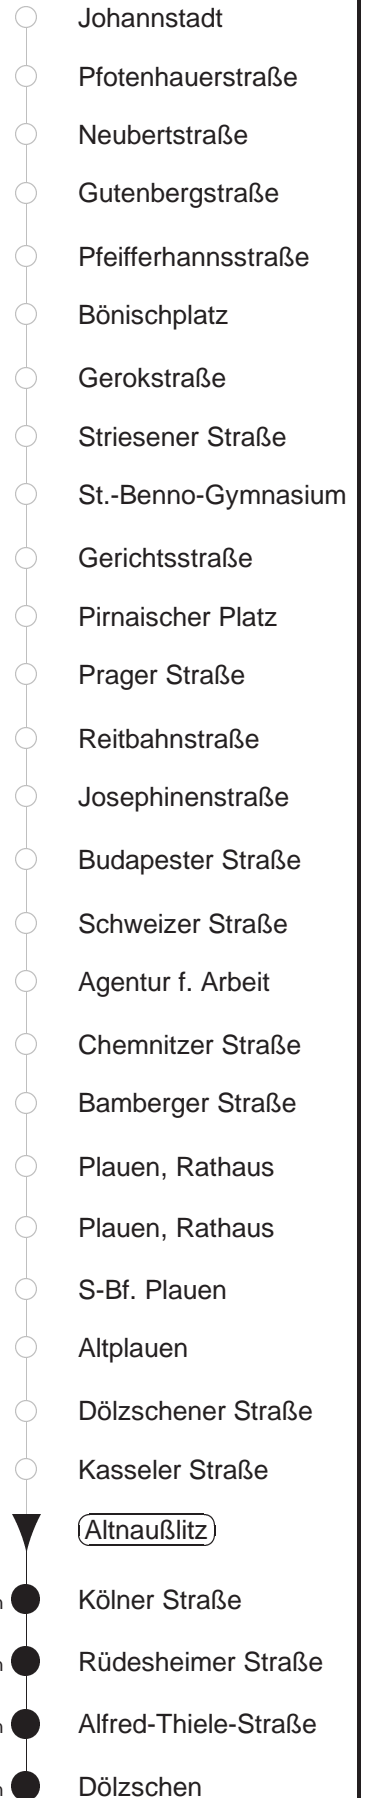 Johannstadt
Pfotenhauerstraße
Neubertstraße
Gutenbergstraße
Pfeifferhannsstraße
Bönischplatz
Gerokstraße
Striesener Straße
St.-Benno-Gymnasium
Gerichtsstraße
Pirnaischer Platz
Prager Straße
Reitbahnstraße
Josephinenstraße
Budapester Straße
Schweizer Straße
Agentur f. Arbeit
Chemnitzer Straße
Bamberger Straße
Plauen, Rathaus
Plauen, Rathaus
S-Bf. Plauen
Altplauen
Dölzschener Straße
Kasseler Straße
Altnaußlitz
Kölner Straße
Rüdesheimer Straße
Alfred-Thiele-Straße
Dölzschen